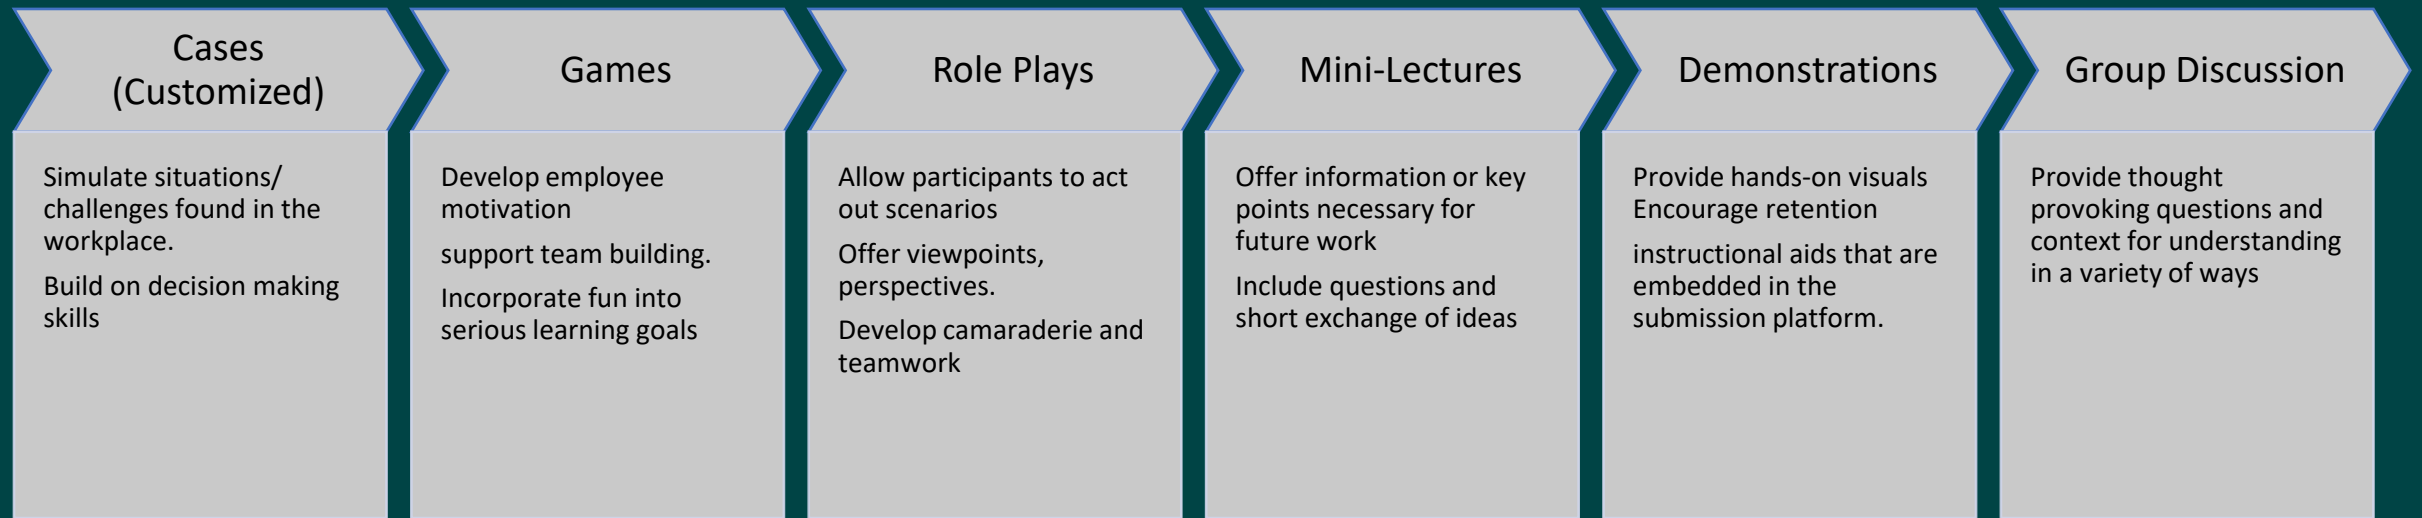 Cases
(Customized)
Simulate situations/
challenges found in the
workplace.
Build on decision making
skills
Games
Develop employee
motivation
support team building.
Incorporate fun into
serious learning goals
Role Plays
Allow participants to act
out scenarios
Offer viewpoints,
perspectives.
Develop camaraderie and
teamwork
Mini-Lectures
Offer information or key
points necessary for
future work
Include questions and
short exchange of ideas
Demonstrations
Provide hands-on visuals
Encourage retention
instructional aids that are
embedded in the
submission platform.
Group Discussion
Provide thought
provoking questions and
context for understanding
in a variety of ways